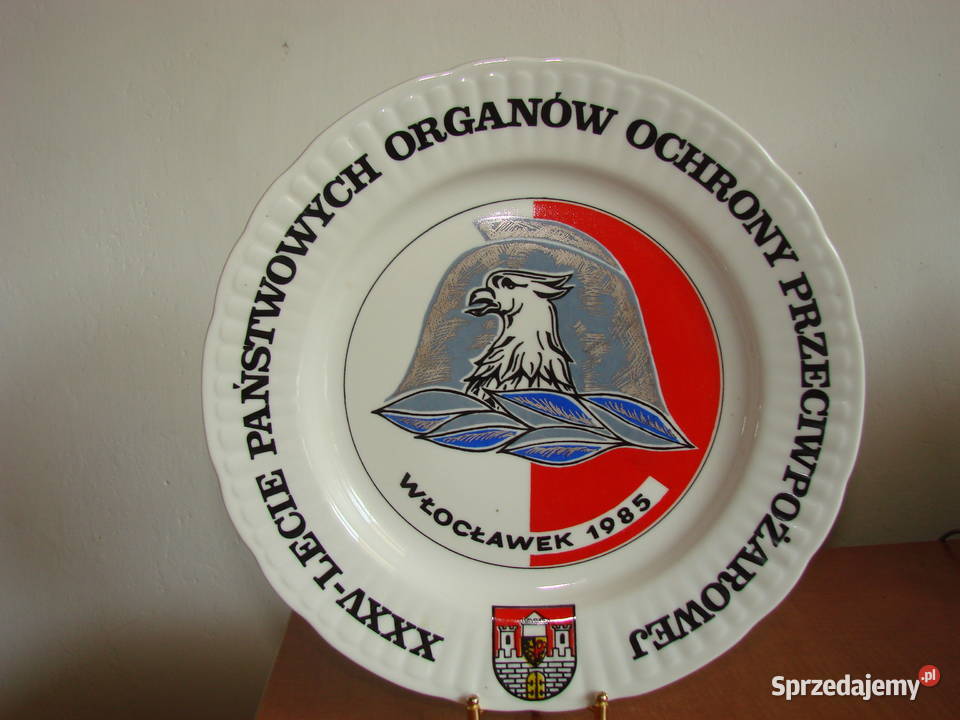 XXXV-LECIE PAŃSTWOWYCH ORGANÓW OCHRONY PRZECIWPOŻAROWEJ
WŁOCŁAWEK 1985
Sprzedajemy.pl